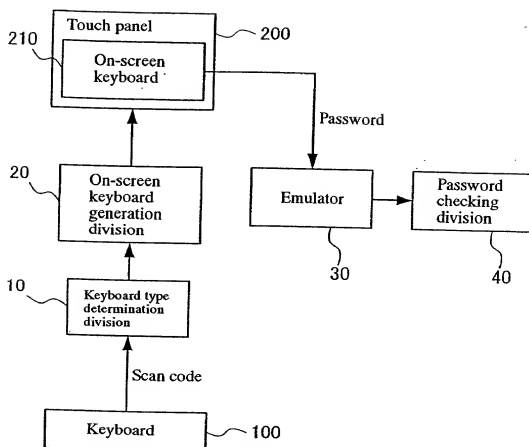 Touch panel
200
210
On-screen
keyboard
Password
20
On-screen
keyboard
generation
division
Emulator
Password
checking
division
30
40
10
Keyboard type
determination
division
Scan code
Keyboard
100